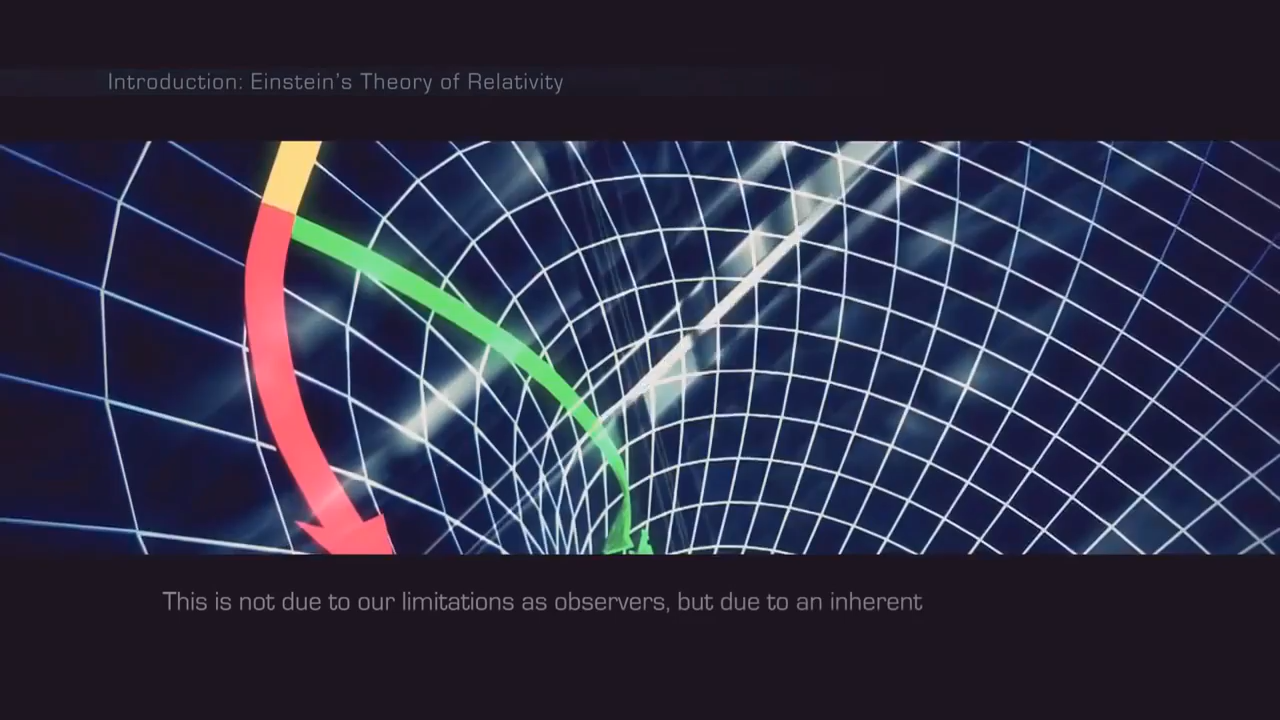 Introduction: Einstein's Theory of Relativity
This is not due to our limitations as observers, but due to an inherent